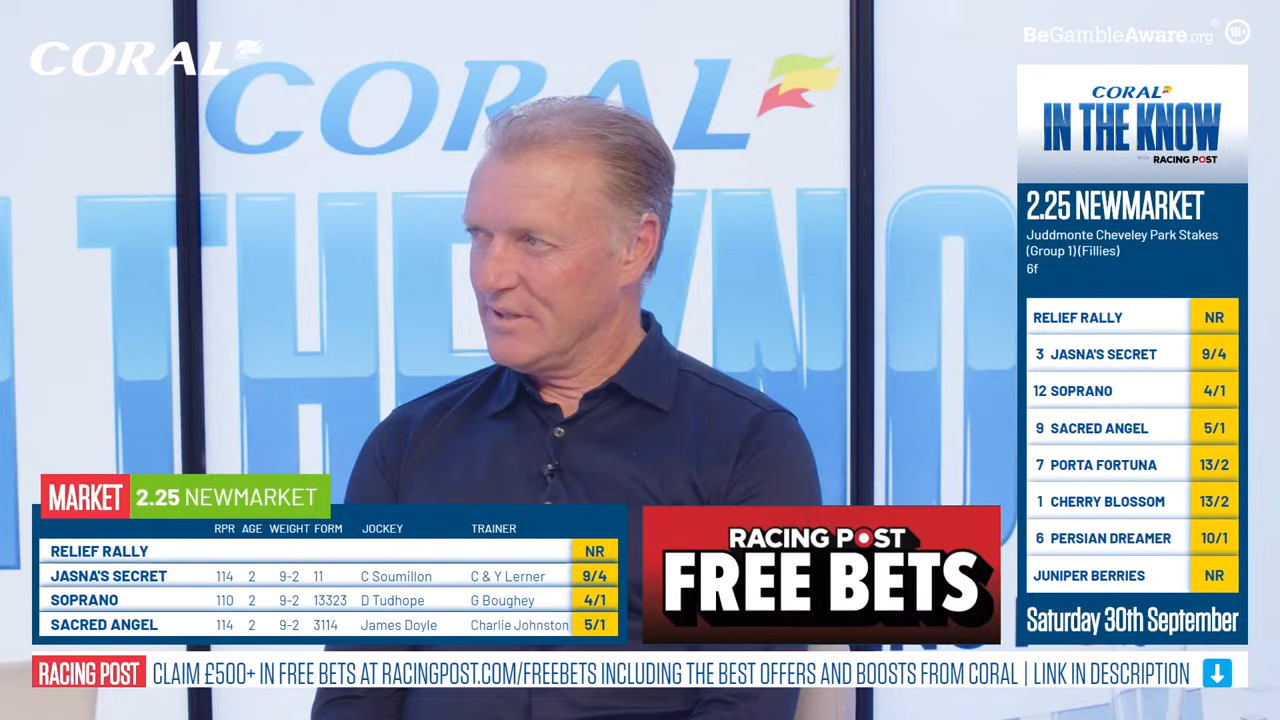 CORAL
BeGambleAware.org® 18+
CORAL
THE KNO
CORAL
IN THE KNOW
WITH RACING POST
2.25 NEWMARKET
Juddmonte Cheveley Park Stakes
(Group 1)(Fillies)
6f
RELIEF RALLY NR
3 JASNA'S SECRET 9/4
12 SOPRANO 4/1
9 SACRED ANGEL 5/1
7 PORTA FORTUNA 13/2
1 CHERRY BLOSSOM 13/2
6 PERSIAN DREAMER 10/1
JUNIPER BERRIES NR
Saturday 30th September
MARKET 2.25 NEWMARKET
RPR AGE WEIGHT FORM JOCKEY TRAINER
RELIEF RALLY NR
JASNA'S SECRET 114 2 9-2 11 C Soumillon C & Y Lerner 9/4
SOPRANO 110 2 9-2 13323 D Tudhope G Boughey 4/1
SACRED ANGEL 114 2 9-2 3114 James Doyle Charlie Johnston 5/1
RACING POST
FREE BETS
RACING POST CLAIM £500+ IN FREE BETS AT RACINGPOST.COM/FREEBETS INCLUDING THE BEST OFFERS AND BOOSTS FROM CORAL | LINK IN DESCRIPTION